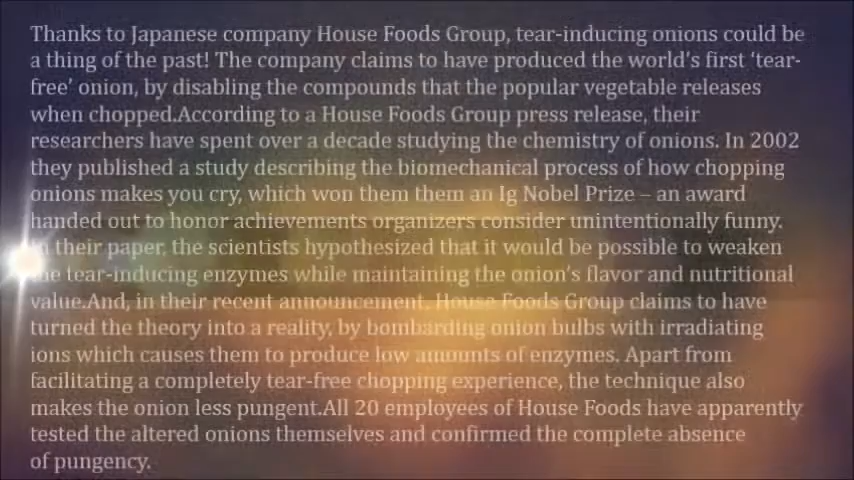 Thanks to Japanese company House Foods Group, tear-inducing onions could be
a thing of the past! The company claims to have produced the world's first 'tear-
free' onion, by disabling the compounds that the popular vegetable releases
when chopped.According to a House Foods Group press release, their
researchers have spent over a decade studying the chemistry of onions. In 2002
they published a study describing the biomechanical process of how chopping
onions makes you cry, which won them them an Ig Nobel Prize – an award
handed out to honor achievements organizers consider unintentionally funny.
In their paper, the scientists hypothesized that it would be possible to weaken
the tear-inducing enzymes while maintaining the onion's flavor and nutritional
value.And, in their recent announcement, House Foods Group claims to have
turned the theory into a reality, by bombarding onion bulbs with irradiating
ions which causes them to produce low amounts of enzymes. Apart from
facilitating a completely tear-free chopping experience, the technique also
makes the onion less pungent.All 20 employees of House Foods have apparently
tested the altered onions themselves and confirmed the complete absence
of pungency.